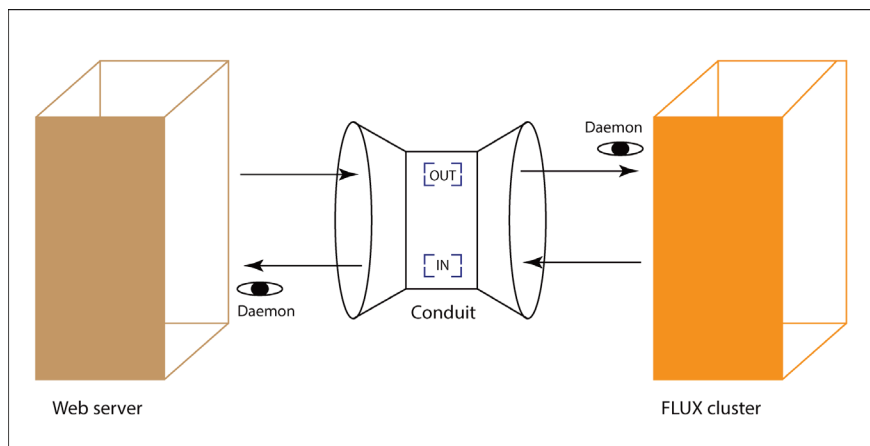 Daemon
[OUT]
[IN]
Daemon
Conduit
Web server
FLUX cluster